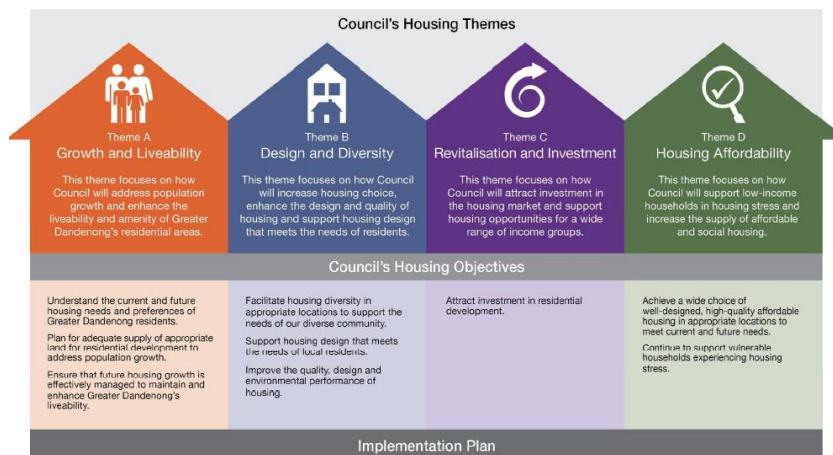 Council's Housing Themes
Theme A
Growth and Liveability
This theme focuses on how
Council will address population
growth and enhance the
liveability and amenity of Greater
Dandenong's residential areas.
Theme B
Design and Diversity
This theme focuses on how Council
will increase housing choice,
enhance the design and quality of
housing and support housing design
that meets the needs of residents.
Theme C
Revitalisation and Investment
This theme focuses on how
Council will attract investment in
the housing market and support
housing opportunities for a wide
range of income groups.
Theme D
Housing Affordability
This theme focuses on how
Council will support low-income
households in housing stress and
increase the supply of affordable
and social housing.
Council's Housing Objectives
Understand the current and future
housing needs and preferences of
Greater Dandenong residents.
Plan for adequate supply of appropriate
land for residential development to
address population growth.
Ensure that future housing growth is
effectively managed to maintain and
enhance Greater Dandenong's
liveability.
Facilitate housing diversity in
appropriate locations to support the
needs of our diverse community.
Support housing design that meets
the needs of local residents.
Improve the quality, design and
environmental performance of
housing.
Attract investment in residential
development.
Achieve a wide choice of
well-designed, high-quality affordable
housing in appropriate locations to
meet current and future needs.
Continue to support vulnerable
households experiencing housing
stress.
Implementation Plan